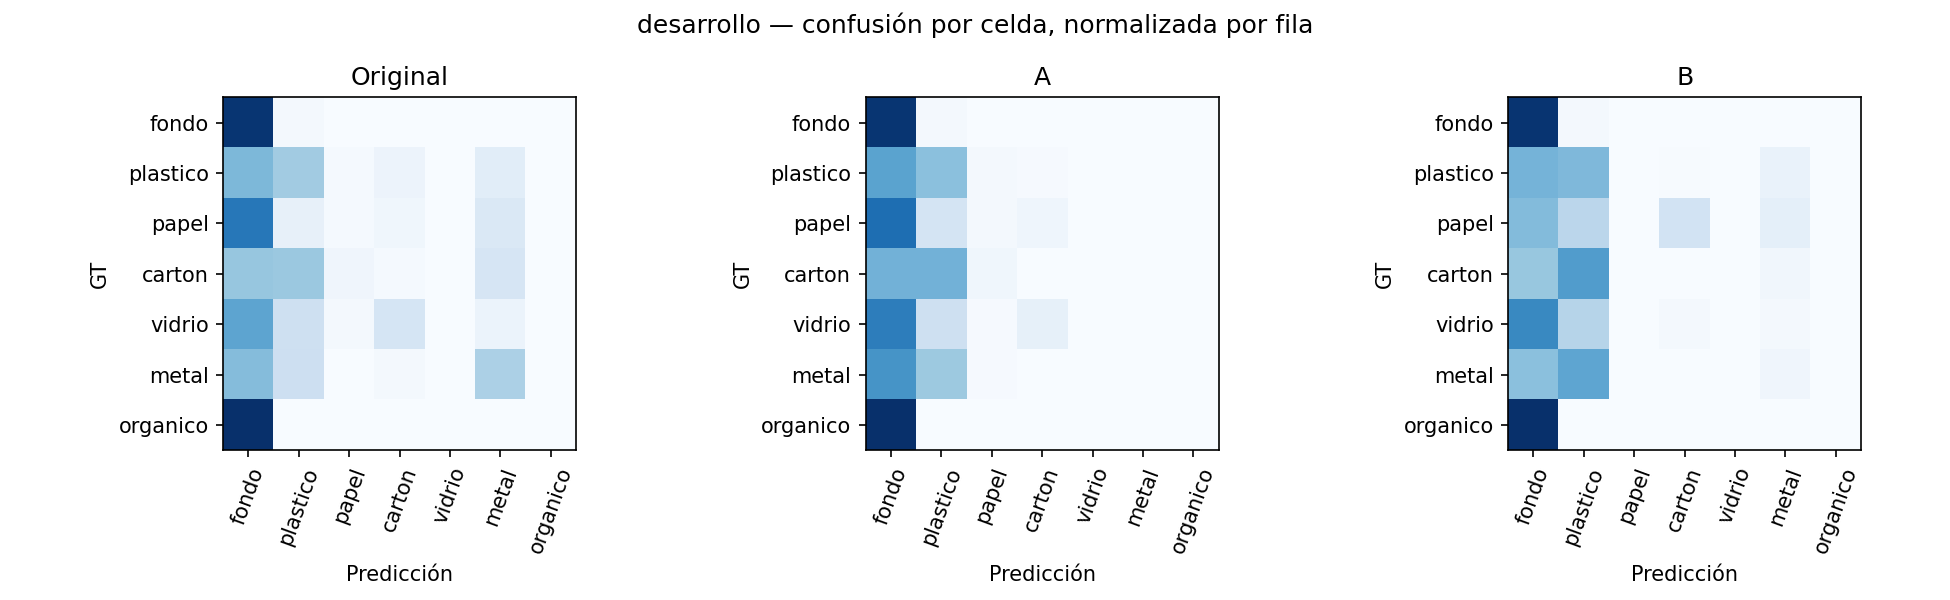 desarrollo — confusión por celda, normalizada por fila
Original
GT
fondo
plastico
papel
carton
vidrio
metal
organico
fondo plastico papel carton vidrio metal organico
Predicción
A
GT
fondo
plastico
papel
carton
vidrio
metal
organico
fondo plastico papel carton vidrio metal organico
Predicción
B
GT
fondo
plastico
papel
carton
vidrio
metal
organico
fondo plastico papel carton vidrio metal organico
Predicción